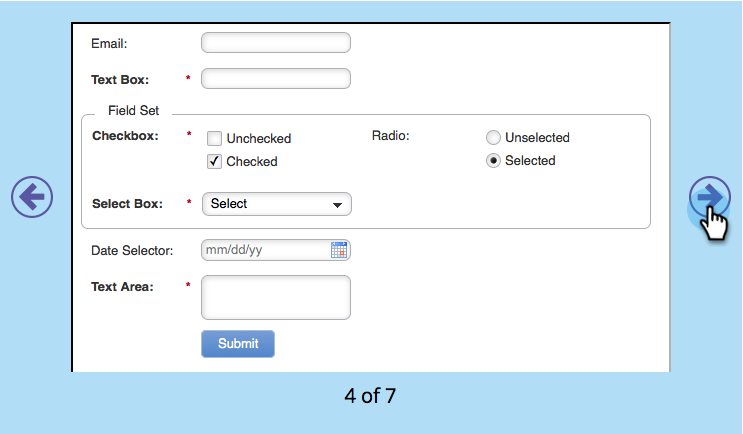 Email:
Text Box: *
Field Set
Checkbox: * Unchecked Radio: Unselected
Checked Selected
Select Box: * Select
Date Selector: mm/dd/yy
Text Area: *
Submit
4 of 7